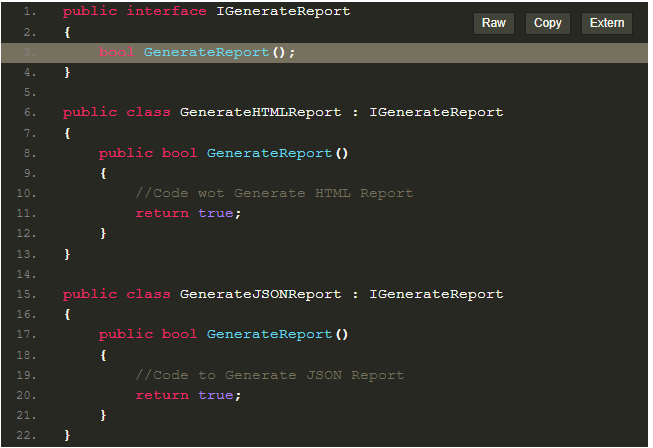 1. public interface IGenerateReport
Raw Copy Extern
2. {
3. bool GenerateReport();
4. }
5.
6. public class GenerateHTMLReport : IGenerateReport
7. {
8. public bool GenerateReport()
9. {
10. //Code wot Generate HTML Report
11. return true;
12. }
13. }
14.
15. public class GenerateJSONReport : IGenerateReport
16. {
17. public bool GenerateReport()
18. {
19. //Code to Generate JSON Report
20. return true;
21. }
22. }